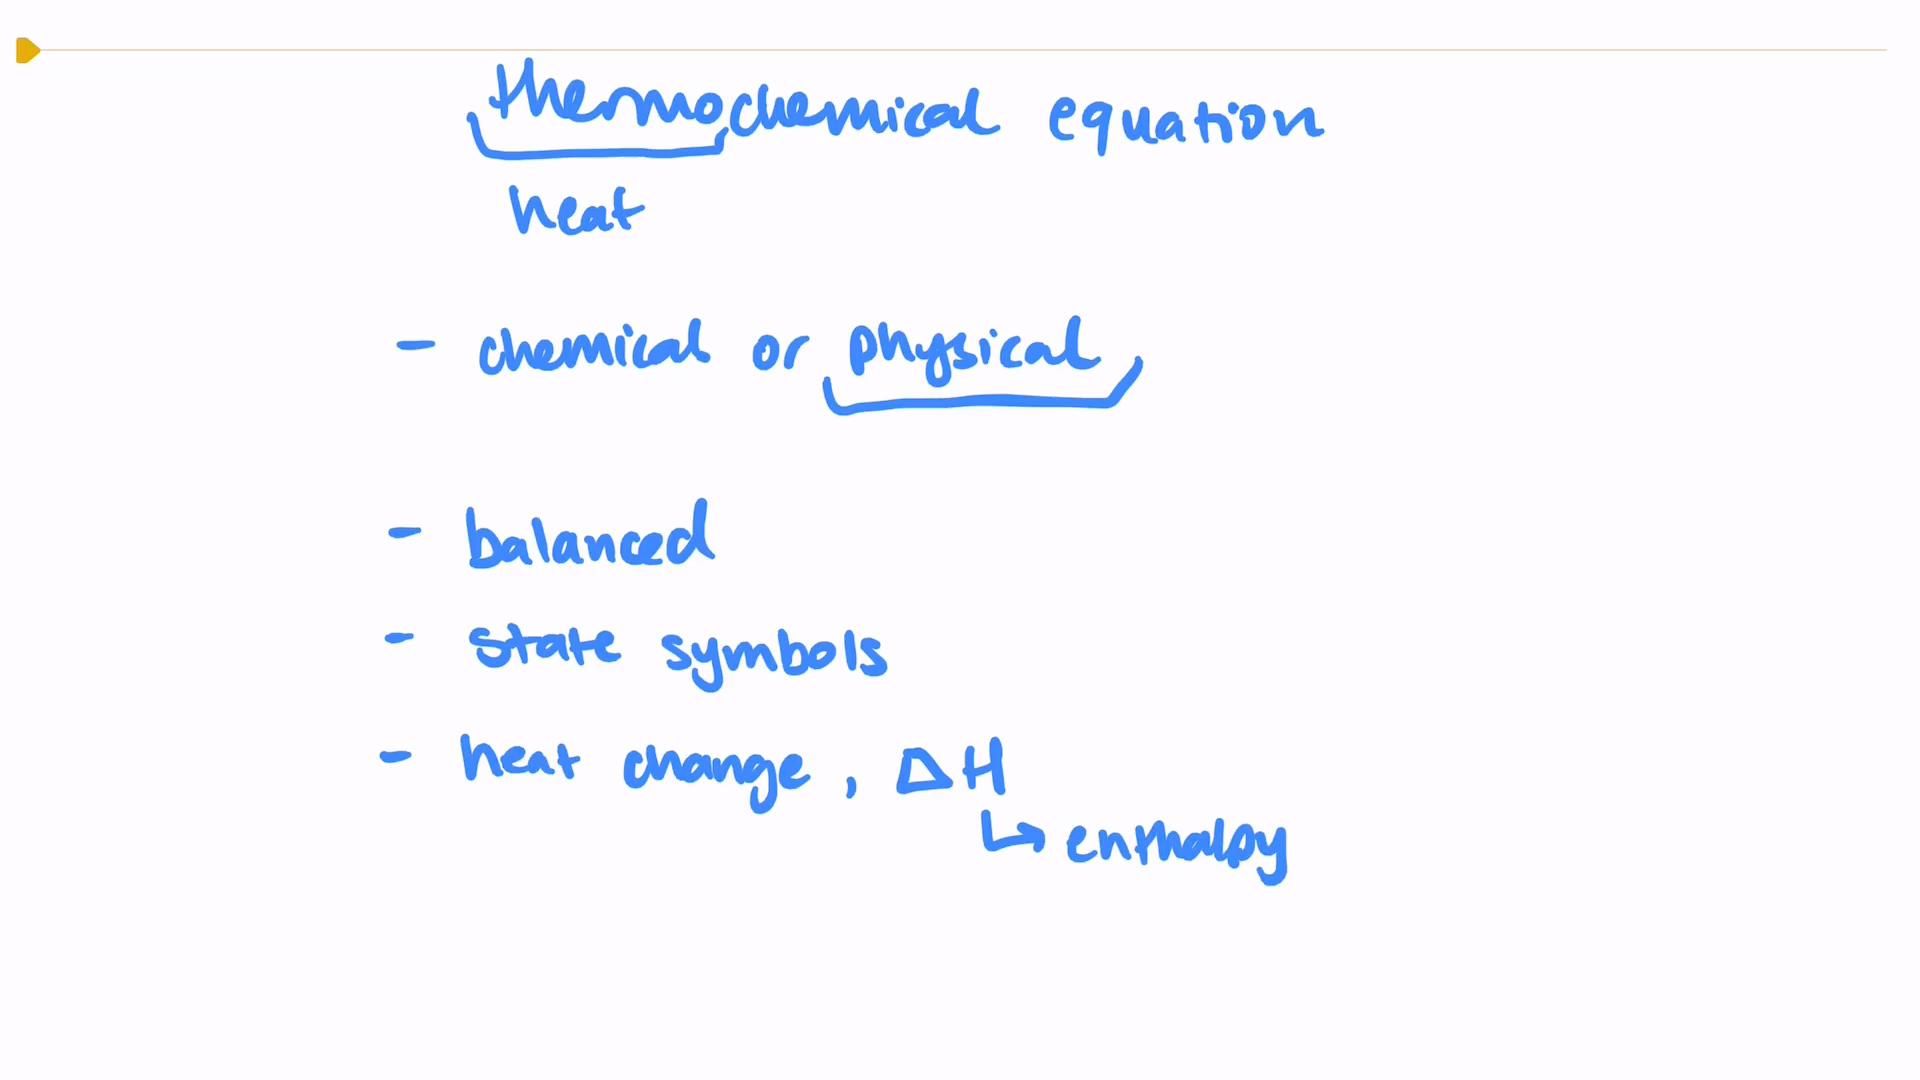 thermochemical equation
heat
- chemical or physical
- balanced
- state symbols
- heat change, ΔH
↳ enthalpy